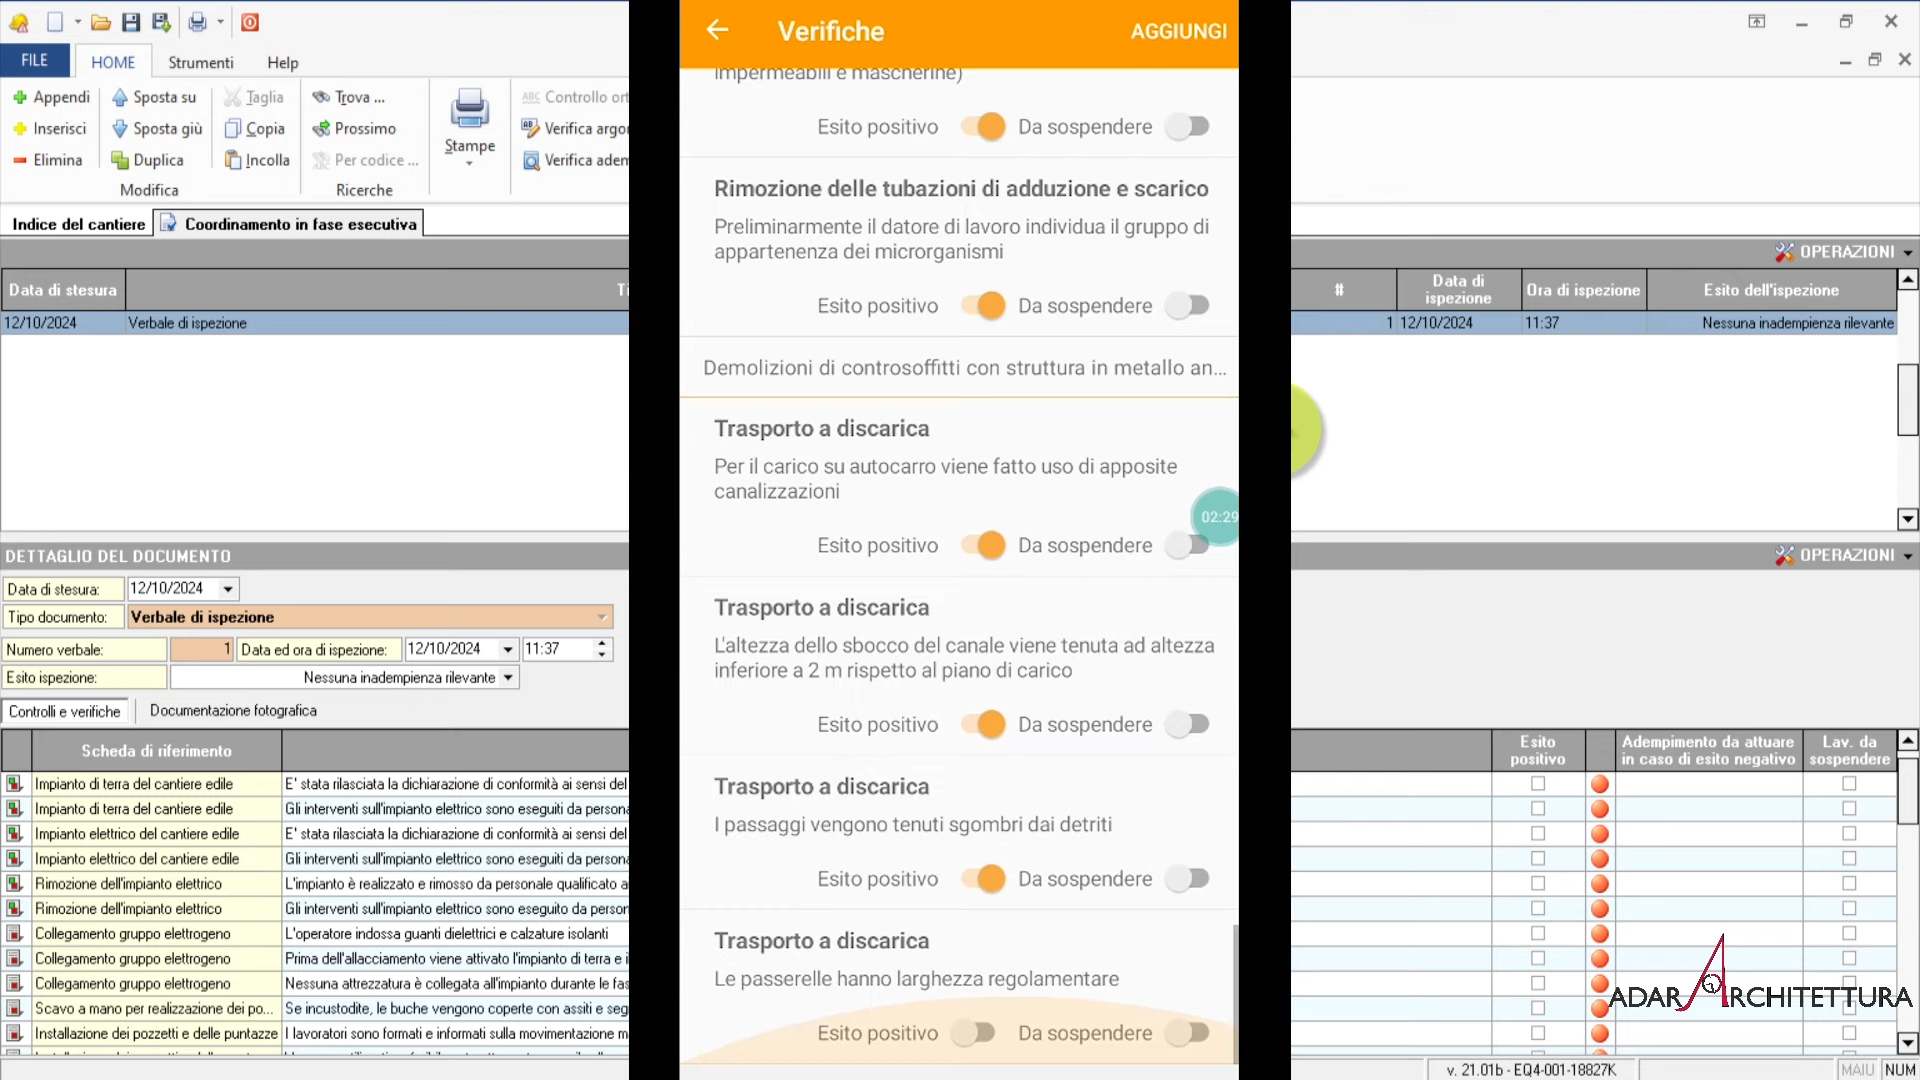 FILE
HOME
Strumenti
Help
Appendi
Sposta su
Taglia
Trova ...
Inserisci
Sposta giù
Copia
Prossimo
Elimina
Duplica
Incolla
Per codice ...
Stampe
ABC Controllo ort
Verifica argo
Verifica adem
Modifica
Ricerche
Indice del cantiere
Coordinamento in fase esecutiva
Data di stesura
Ti
12/10/2024
Verbale di ispezione
DETTAGLIO DEL DOCUMENTO
Data di stesura:
12/10/2024
Tipo documento:
Verbale di ispezione
Numero verbale:
1
Data ed ora di ispezione:
12/10/2024
11:37
Esito ispezione:
Nessuna inadempienza rilevante
Controlli e verifiche
Documentazione fotografica
Scheda di riferimento
Impianto di terra del cantiere edile
E' stata rilasciata la dichiarazione di conformità ai sensi del
Impianto di terra del cantiere edile
Gli interventi sull'impianto elettrico sono eseguiti da persona
Impianto elettrico del cantiere edile
E' stata rilasciata la dichiarazione di conformità ai sensi del
Impianto elettrico del cantiere edile
Gli interventi sull'impianto elettrico sono eseguiti da persona
Rimozione dell'impianto elettrico
L'impianto è realizzato e rimosso da personale qualificato a
Rimozione dell'impianto elettrico
Gli interventi sull'impianto elettrico sono eseguito da person
Collegamento gruppo elettrogeno
L'operatore indossa guanti dielettrici e calzature isolanti
Collegamento gruppo elettrogeno
Prima dell'allacciamento viene attivato l'impianto di terra e i
Collegamento gruppo elettrogeno
Nessuna attrezzatura è collegata all'impianto durante le fas
Scavo a mano per realizzazione dei po...
Se incustodite, le buche vengono coperte con assiti e seg
Installazione dei pozzetti e delle puntazze
I lavoratori sono formati e informati sulla movimentazione m
Verifiche
AGGIUNGI
impermeabili e mascherine)
Esito positivo
Da sospendere
Rimozione delle tubazioni di adduzione e scarico
Preliminarmente il datore di lavoro individua il gruppo di
appartenenza dei microrganismi
Esito positivo
Da sospendere
Demolizioni di controsoffitti con struttura in metallo an...
Trasporto a discarica
Per il carico su autocarro viene fatto uso di apposite
canalizzazioni
02:29
Esito positivo
Da sospendere
Trasporto a discarica
L'altezza dello sbocco del canale viene tenuta ad altezza
inferiore a 2 m rispetto al piano di carico
Esito positivo
Da sospendere
Trasporto a discarica
I passaggi vengono tenuti sgombri dai detriti
Esito positivo
Da sospendere
Trasporto a discarica
Le passerelle hanno larghezza regolamentare
Esito positivo
Da sospendere
OPERAZIONI
#
Data di
ispezione
Ora di ispezione
Esito dell'ispezione
1
12/10/2024
11:37
Nessuna inadempienza rilevante
OPERAZIONI
Esito
positivo
Adempimento da attuare
in caso di esito negativo
Lav. da
sospendere
ADARARCHITETTURA
v. 21.01b - EQ4-001-18827K
MAIU
NUM